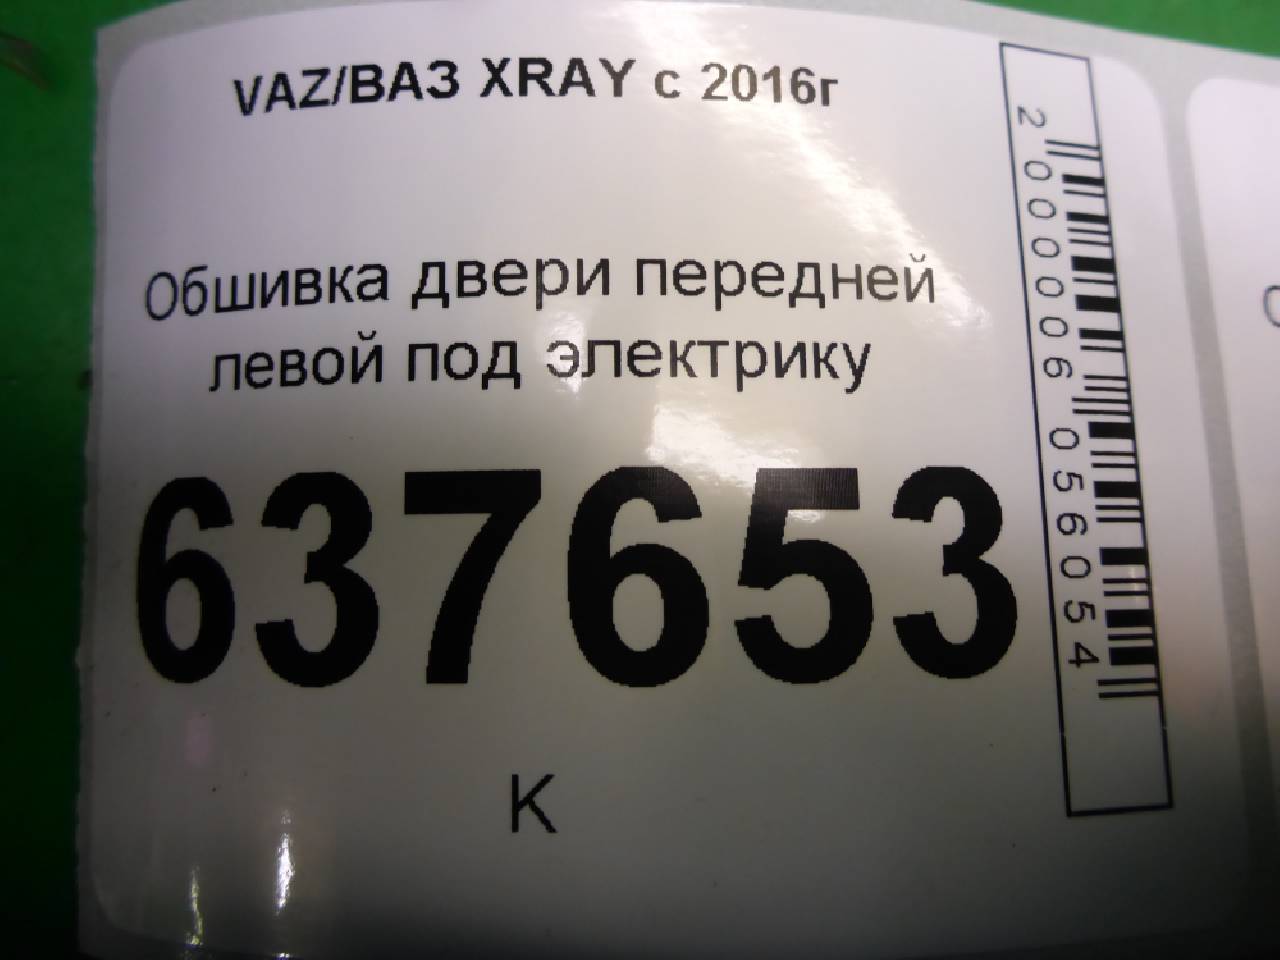 VAZ/ВАЗ XRAY с 2016г
Обшивка двери передней
левой под электрику
637653
К
2000006056054